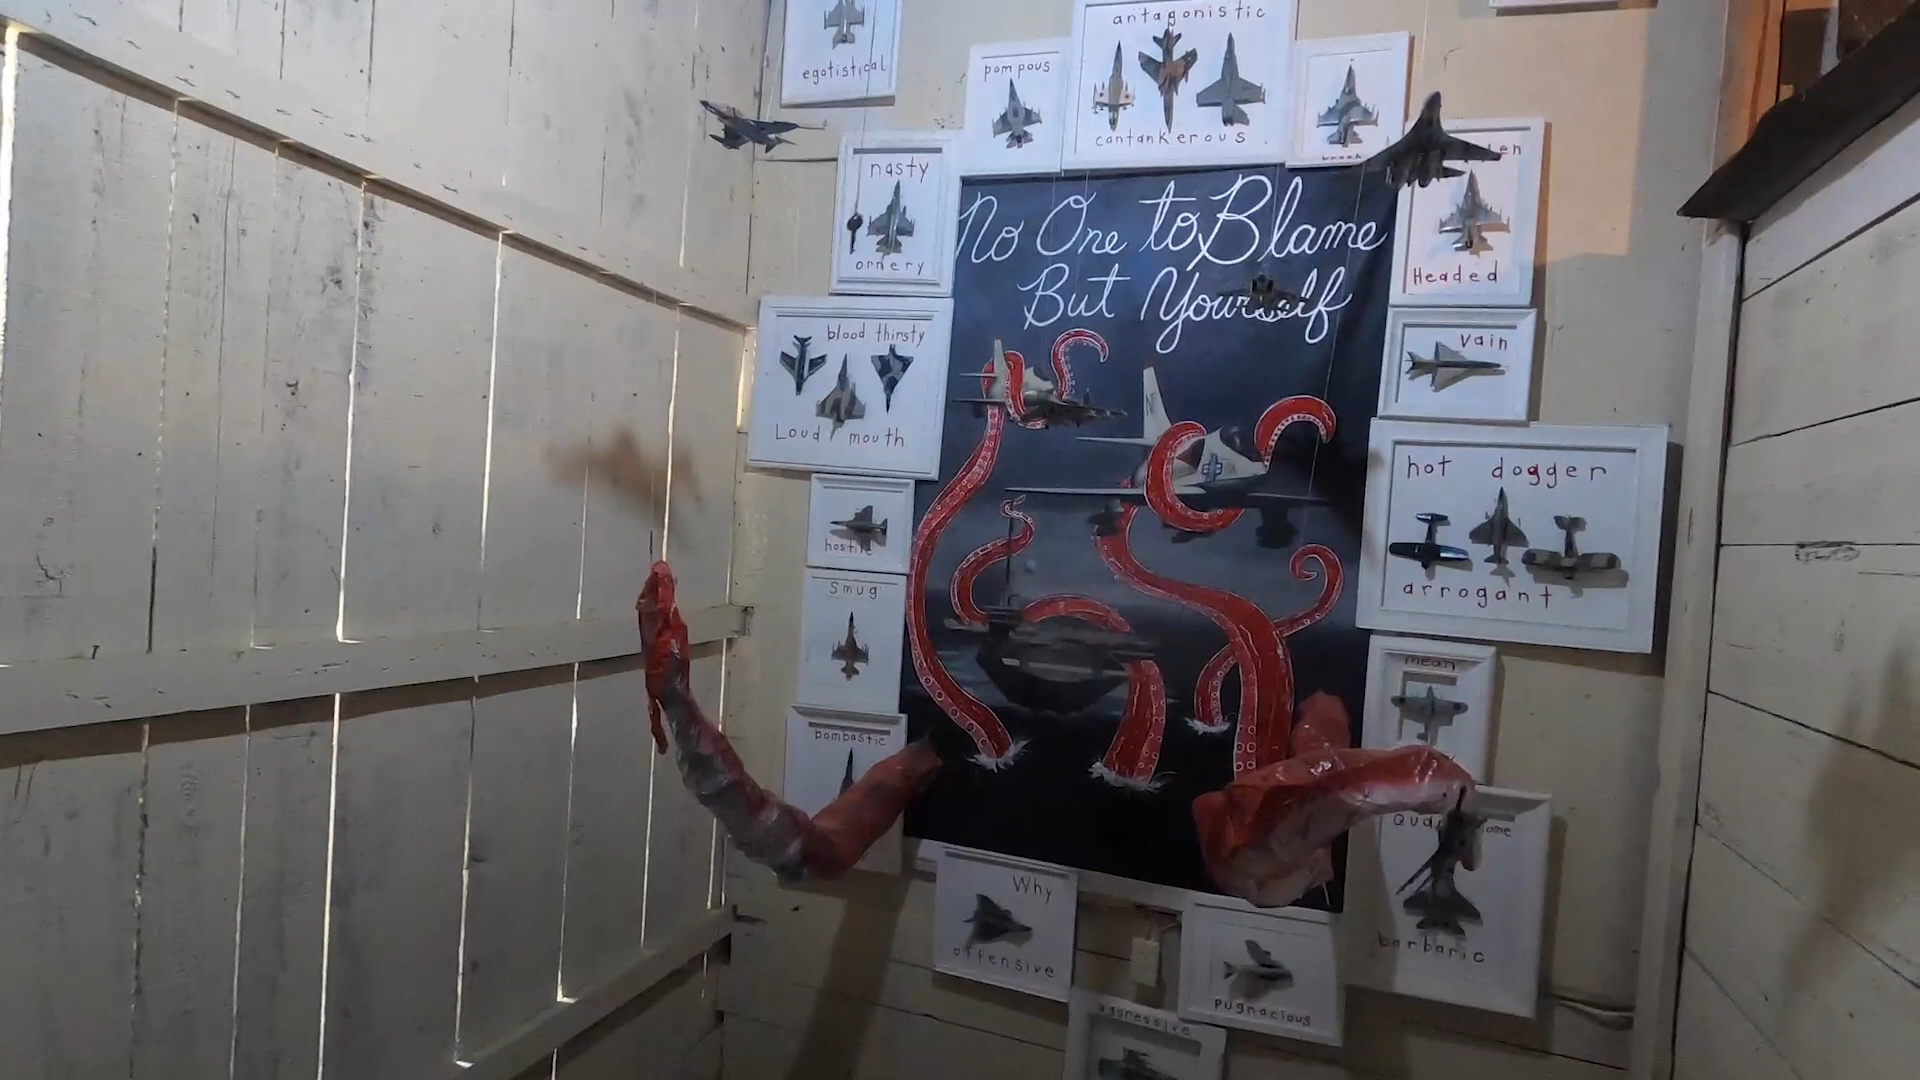 egotistical
pompous
antagonistic
cantankerous
nasty
ornery
Headed
No One to Blame
But Yourself
blood thirsty
Loud mouth
vain
hot dogger
arrogant
hostile
smug
mean
bombastic
barbaric
Why
offensive
pugnacious
aggressive